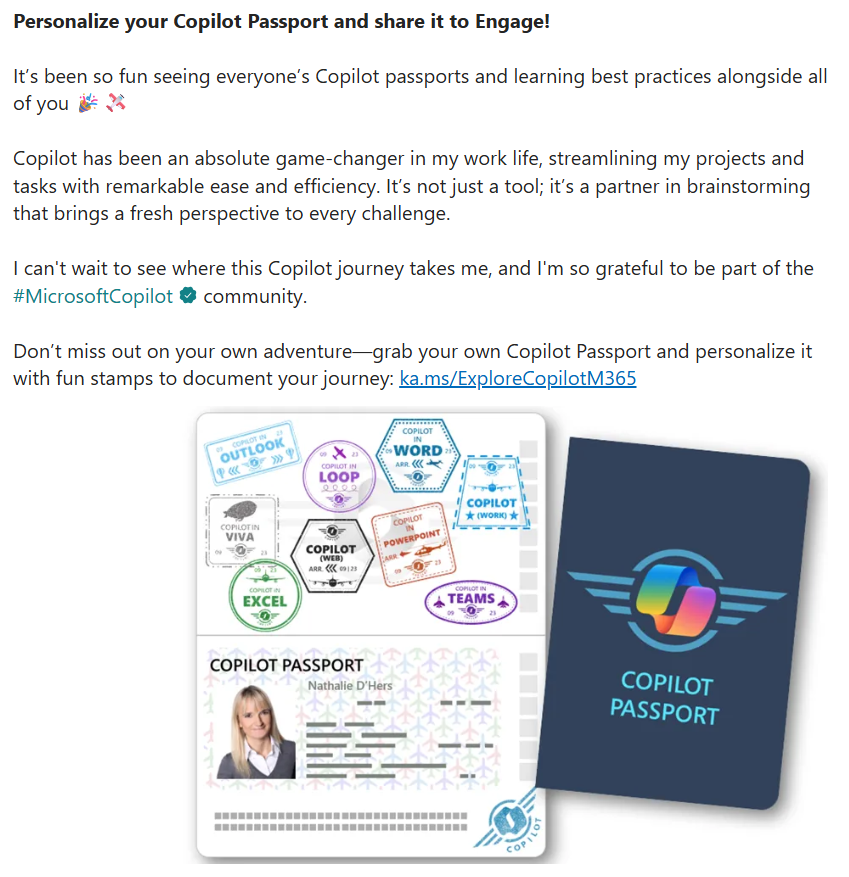 Personalize your Copilot Passport and share it to Engage!
It's been so fun seeing everyone's Copilot passports and learning best practices alongside all
of you 🎉 🛩️
Copilot has been an absolute game-changer in my work life, streamlining my projects and
tasks with remarkable ease and efficiency. It's not just a tool; it's a partner in brainstorming
that brings a fresh perspective to every challenge.
I can't wait to see where this Copilot journey takes me, and I'm so grateful to be part of the
#MicrosoftCopilot community.
Don't miss out on your own adventure—grab your own Copilot Passport and personalize it
with fun stamps to document your journey: ka.ms/ExploreCopilotM365
COPILOT IN 23
OUTLOOK
09 23
COPILOT IN
LOOP
COPILOT
IN
09 WORD 23
ARR.
09 23
COPILOT
(WORK)
COPILOT IN
VIVA
09 23
COPILOT
(WEB)
ARR. 09 | 23
COPILOT
IN
POWERPOINT
ARR
09 23
09 23
COPILOT IN
EXCEL
COPILOT IN
TEAMS
09 23
COPILOT PASSPORT
Nathalie D'Hers
COPILOT
COPILOT
PASSPORT